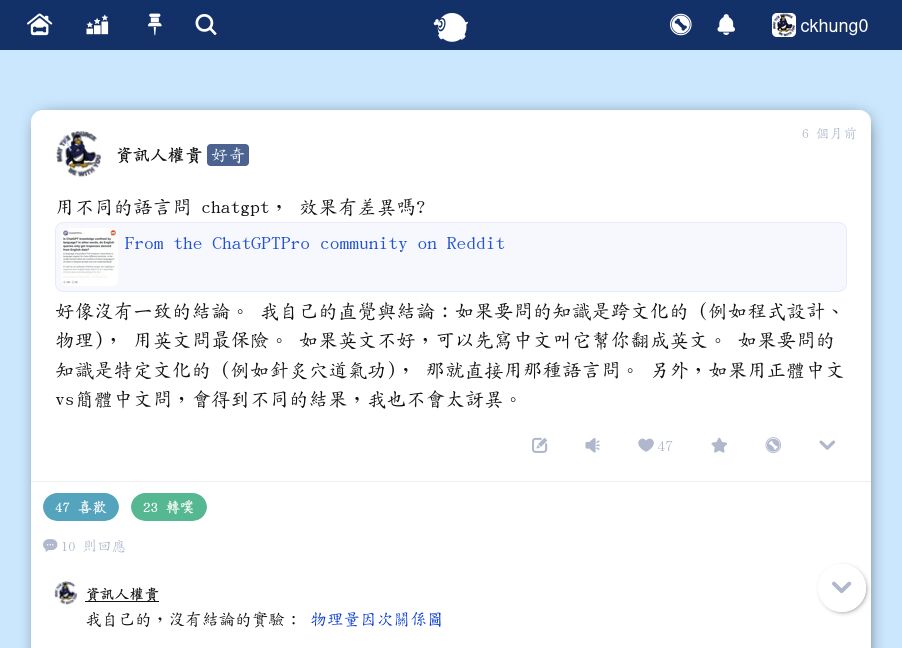 ckhung0
6 個月前
資訊人權貴 好奇
用不同的語言問 chatgpt， 效果有差異嗎?
From the ChatGPTPro community on Reddit
好像沒有一致的結論。 我自己的直覺與結論：如果要問的知識是跨文化的 (例如程式設計、
物理)， 用英文問最保險。 如果英文不好，可以先寫中文叫它幫你翻成英文。 如果要問的
知識是特定文化的 (例如針炙穴道氣功)， 那就直接用那種語言問。 另外，如果用正體中文
vs簡體中文問，會得到不同的結果，我也不會太訝異。
47
47 喜歡 23 轉噗
10 則回應
資訊人權貴
我自己的，沒有結論的實驗： 物理量因次關係圖